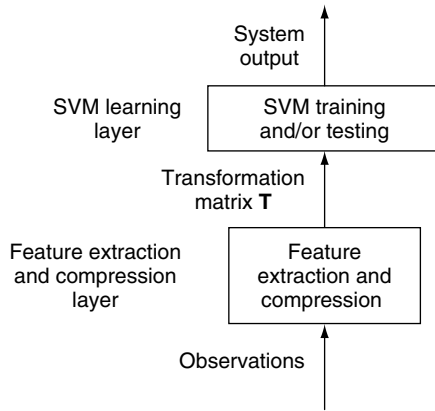 System
output
SVM learning
layer
SVM training
and/or testing
Transformation
matrix T
Feature extraction
and compression
layer
Feature
extraction and
compression
Observations